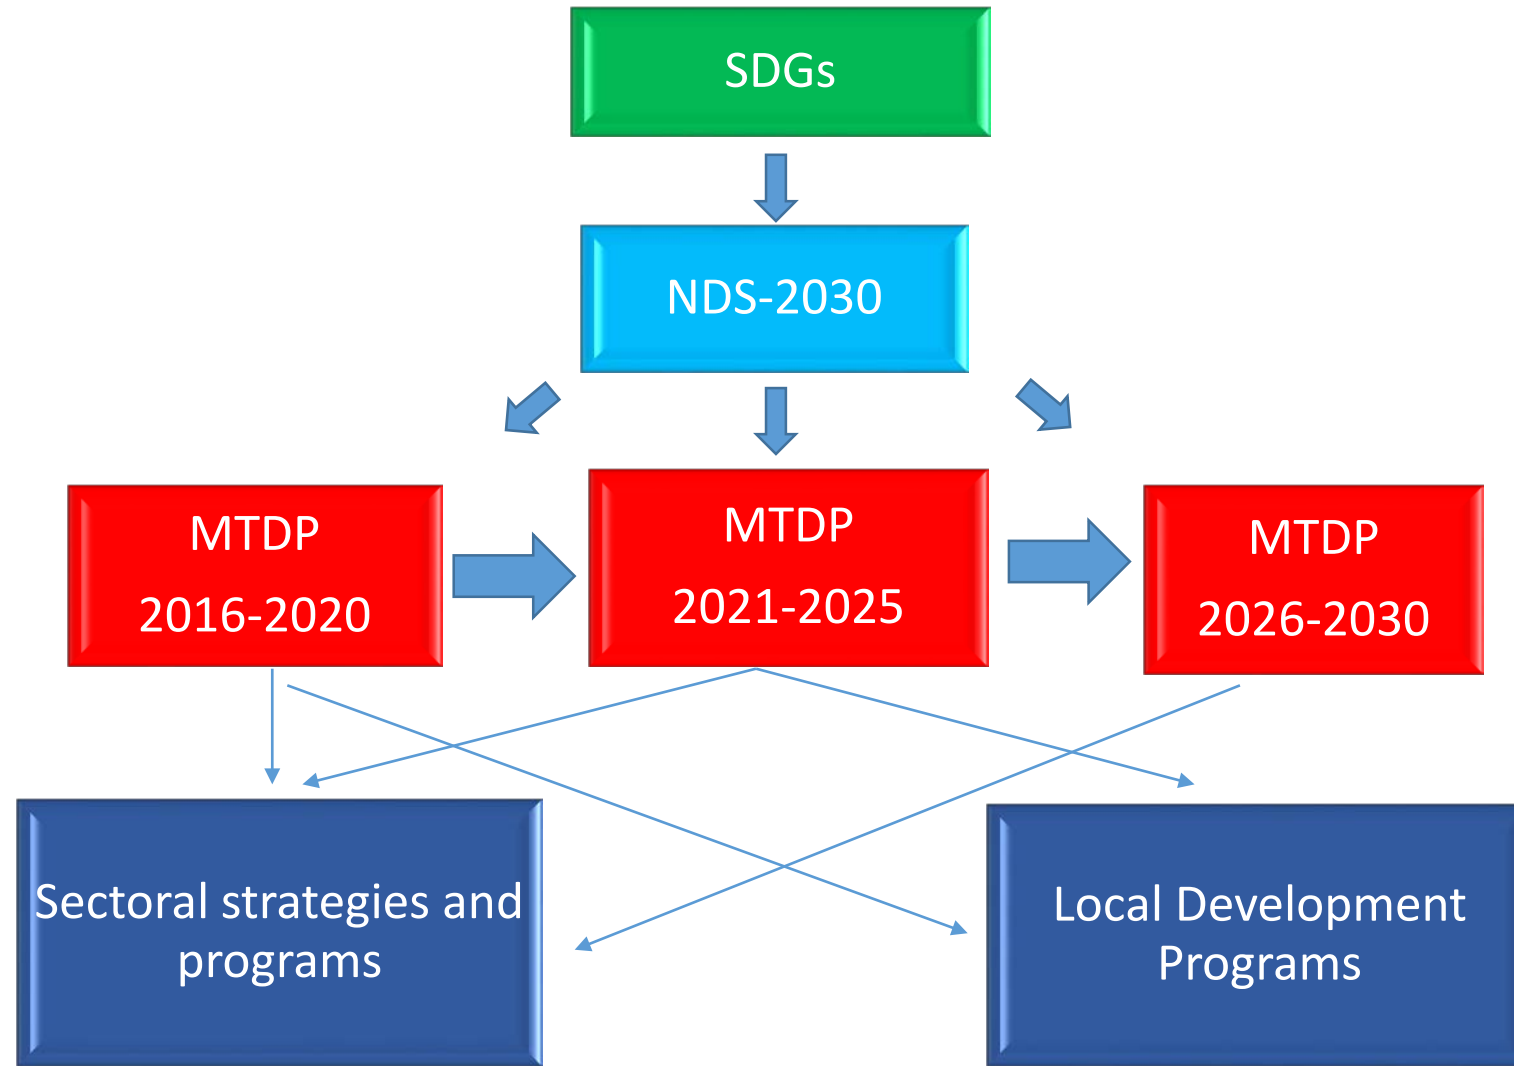 SDGs
NDS-2030
MTDP
2016-2020
MTDP
2021-2025
MTDP
2026-2030
Sectoral strategies and
programs
Local Development
Programs